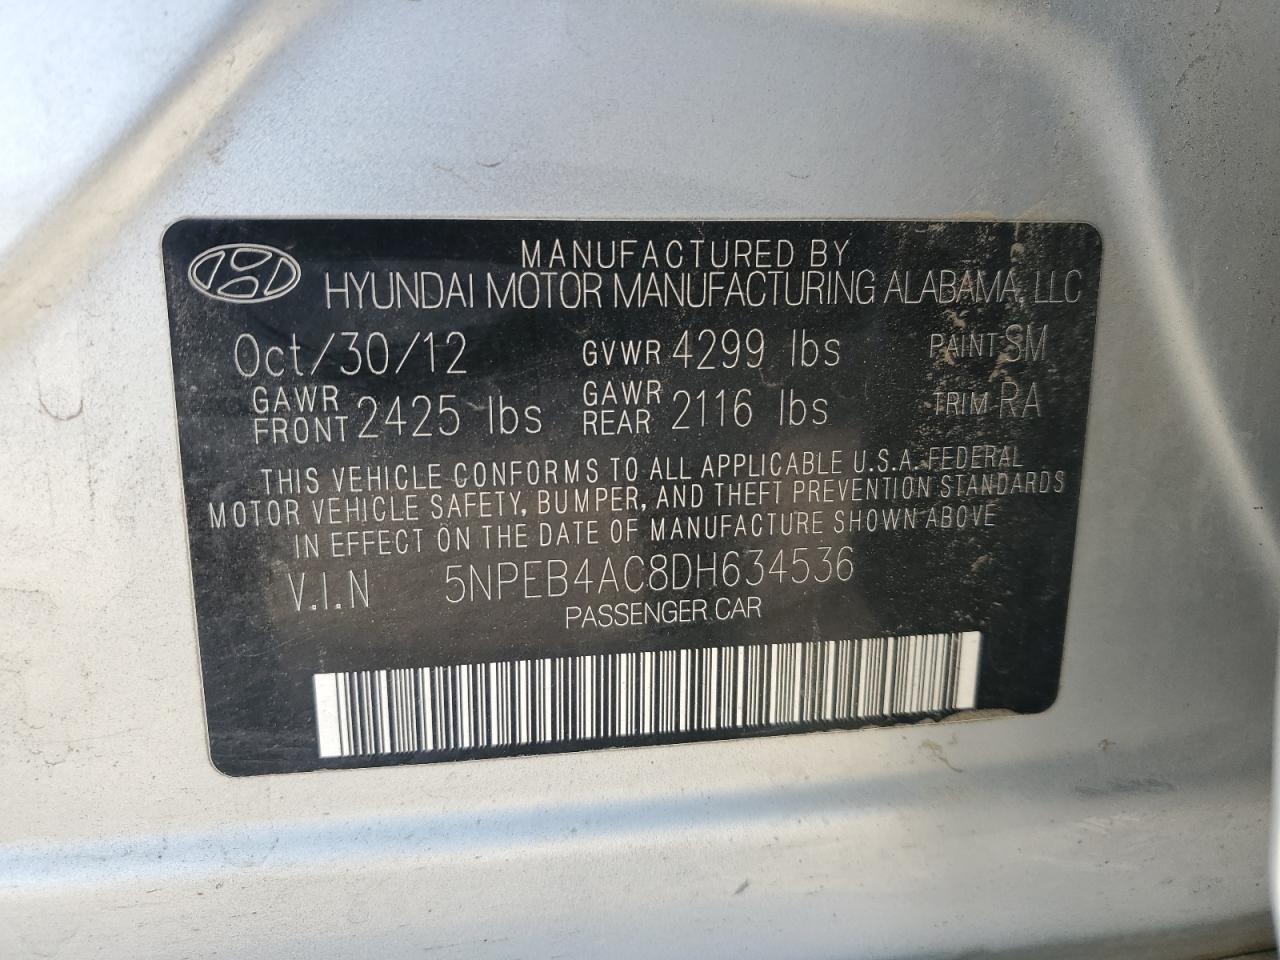 MANUFACTURED BY
HYUNDAI MOTOR MANUFACTURING ALABAMA, LLC
Oct/30/12 GVWR 4299 lbs PAINT SM
GAWR FRONT 2425 lbs GAWR REAR 2116 lbs TRIM RA
THIS VEHICLE CONFORMS TO ALL APPLICABLE U.S.A. FEDERAL
MOTOR VEHICLE SAFETY, BUMPER, AND THEFT PREVENTION STANDARDS
IN EFFECT ON THE DATE OF MANUFACTURE SHOWN ABOVE
V.I.N 5NPEB4AC8DH634536
PASSENGER CAR